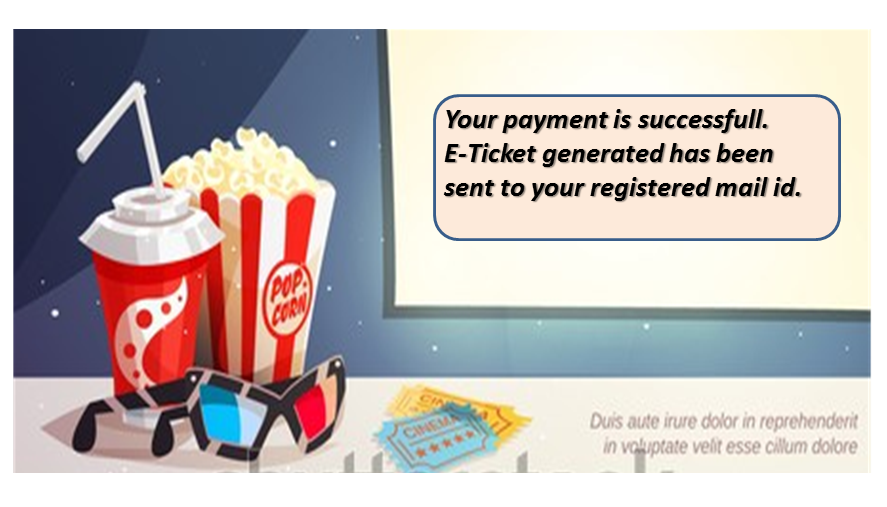 Your payment is successfull.
E-Ticket generated has been
sent to your registered mail id.
POP-
CORN
CINEMA
Duis aute irure dolor in reprehenderit
in voluptate velit esse cillum dolore